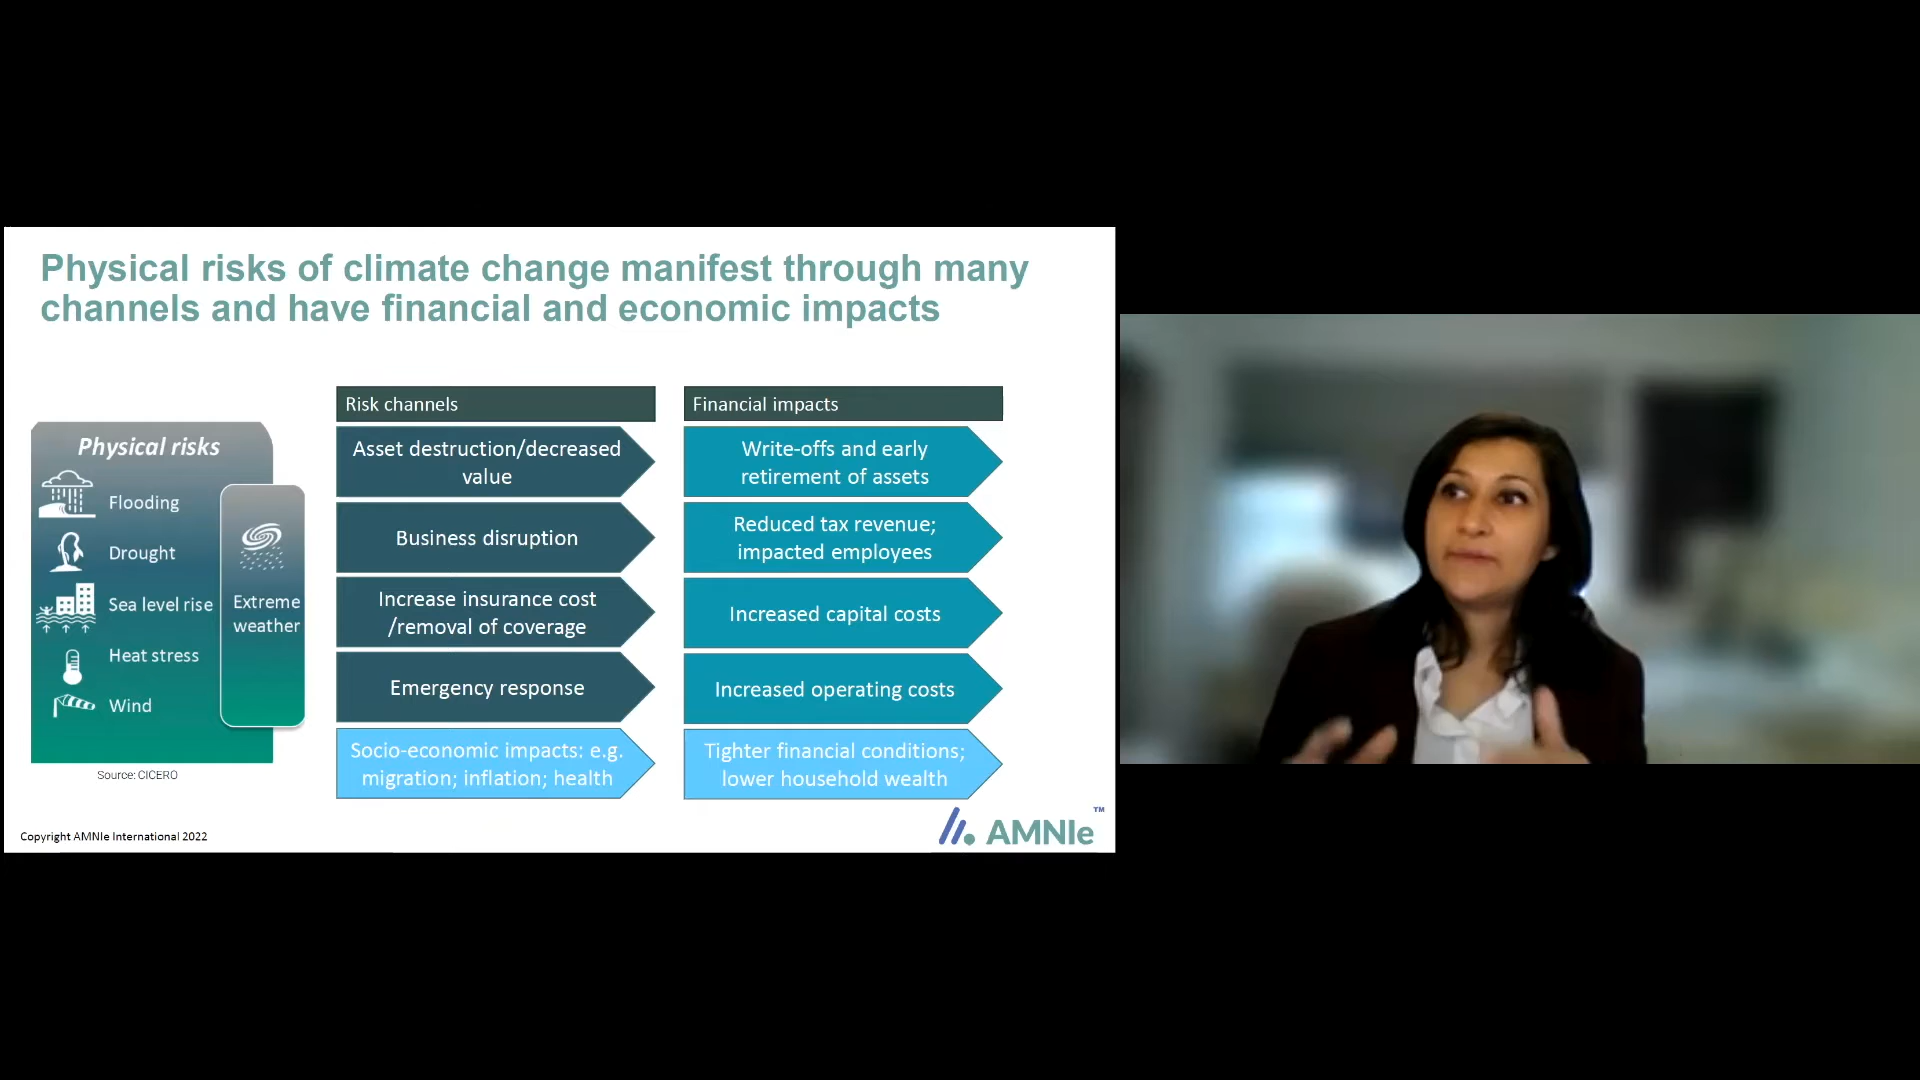 Physical risks of climate change manifest through many
channels and have financial and economic impacts
Physical risks
Flooding
Drought
Sea level rise
Heat stress
Wind
Extreme
weather
Source: CICERO
Risk channels
Asset destruction/decreased
value
Business disruption
Increase insurance cost
/removal of coverage
Emergency response
Socio-economic impacts: e.g.
migration; inflation; health
Financial impacts
Write-offs and early
retirement of assets
Reduced tax revenue;
impacted employees
Increased capital costs
Increased operating costs
Tighter financial conditions;
lower household wealth
Copyright AMNIe International 2022
AMNIe™